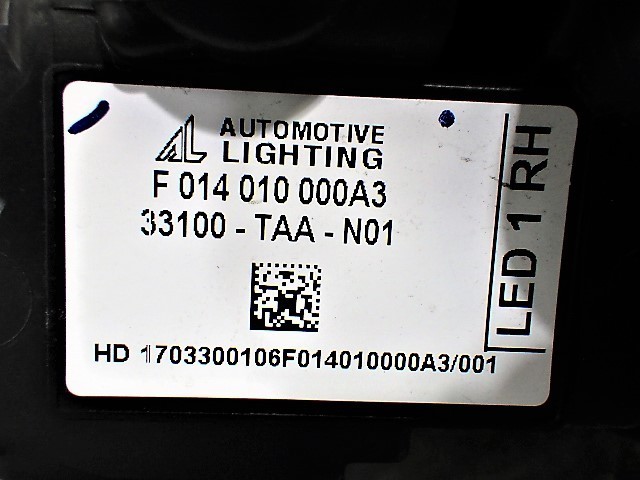 AUTOMOTIVE
LIGHTING
F 014 010 000A3
33100 - TAA - N01
HD 1703300106F014010000A3/001
LED 1 RH